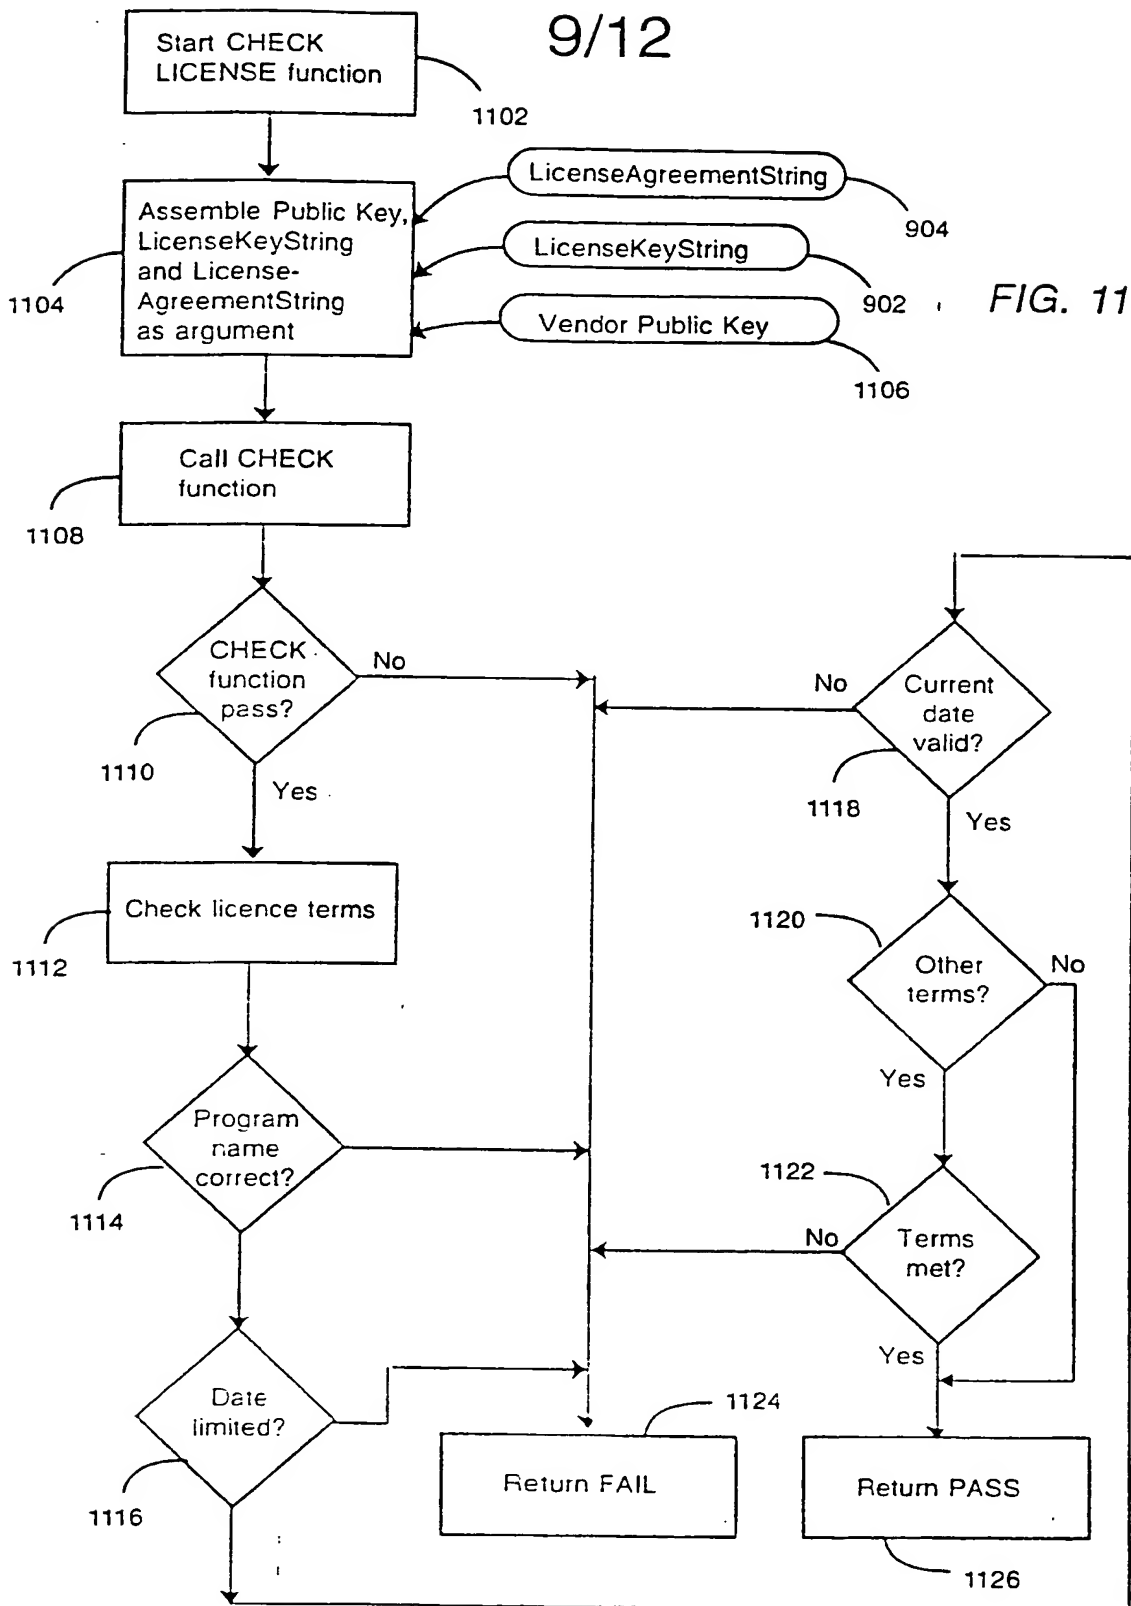 9/12
Start CHECK
LICENSE function
1102
Assemble Public Key,
LicenseKeyString
and License-
AgreementString
as argument
1104
LicenseAgreementString
904
LicenseKeyString
902
Vendor Public Key
1106
FIG. 11
Call CHECK
function
1108
CHECK
function
pass?
No
1110
Yes
Check licence terms
1112
Program
name
correct?
1114
Date
limited?
1116
Current
date
valid?
No
1118
Yes
1120
Other
terms?
No
Yes
1122
Terms
met?
No
Yes
1124
Return FAIL
Return PASS
1126